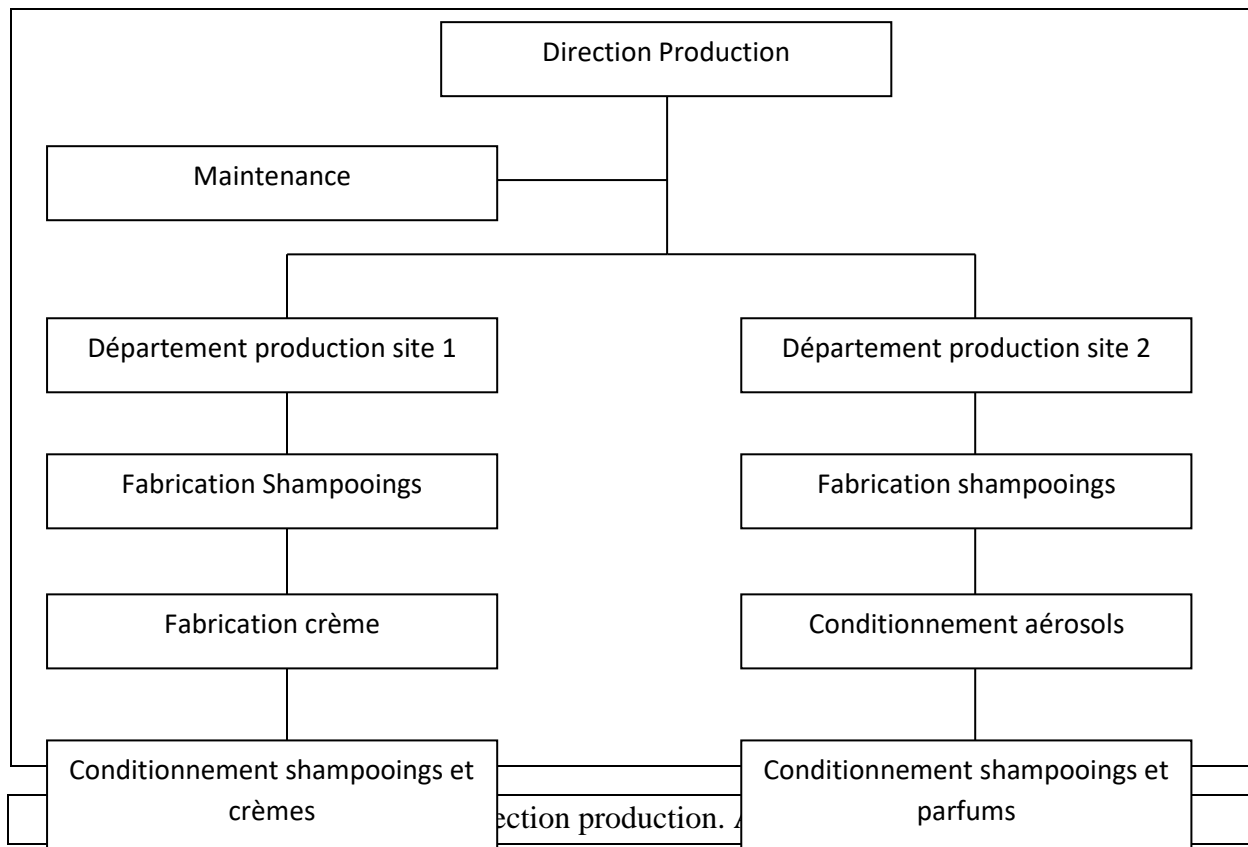 Direction Production
Maintenance
Département production site 1
Département production site 2
Fabrication Shampooings
Fabrication shampooings
Fabrication crème
Conditionnement aérosols
Conditionnement shampooings et
crèmes
Conditionnement shampooings et
parfums
production.